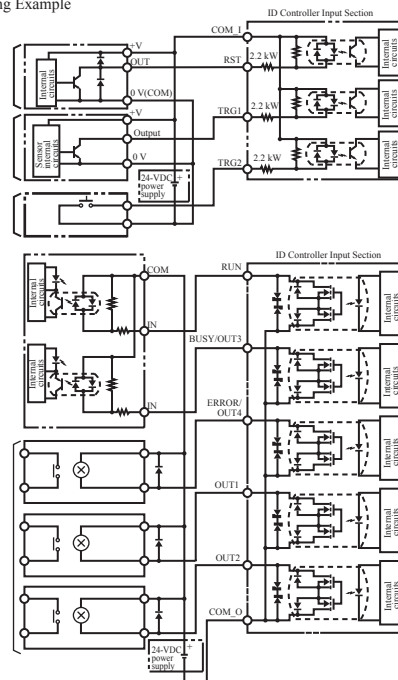 ng Example
ID Controller Input Section
COM_I
+V
OUT
RST
2.2 kW
Internal
circuits
Internal
circuits
0 V(COM)
+V
TRG1
2.2 kW
Internal
circuits
Output
Sensor
internal
circuits
0 V
TRG2
2.2 kW
Internal
circuits
24-VDC
power
supply
+
ID Controller Input Section
COM
RUN
Internal
circuits
Internal
circuits
IN
BUSY/OUT3
Internal
circuits
Internal
circuits
IN
ERROR/
OUT4
Internal
circuits
OUT1
Internal
circuits
OUT2
Internal
circuits
COM_O
24-VDC
power
supply
+